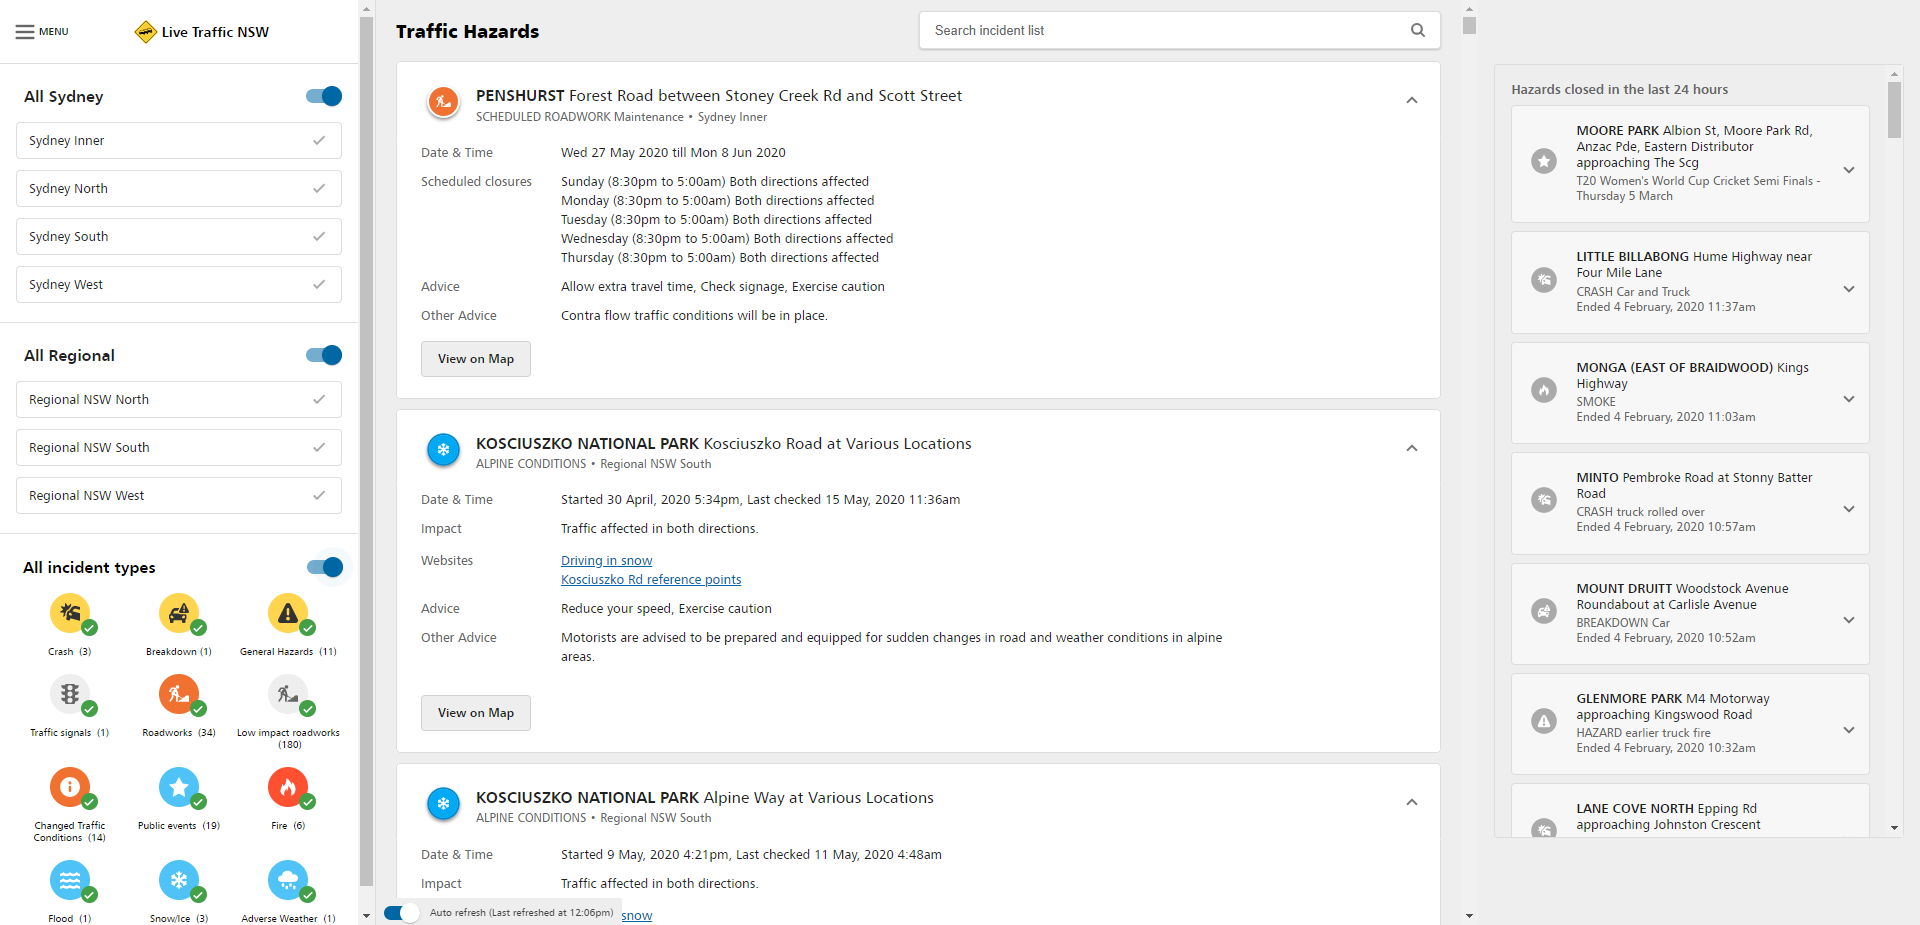 MENU
Live Traffic NSW
All Sydney
Sydney Inner
Sydney North
Sydney South
Sydney West
All Regional
Regional NSW North
Regional NSW South
Regional NSW West
All incident types
Crash (3)
Breakdown (1)
General Hazards (11)
Traffic signals (1)
Roadworks (34)
Low impact roadworks
(180)
Changed Traffic
Conditions (14)
Public events (19)
Fire (6)
Flood (1)
Snow/Ice (3)
Adverse Weather (1)
Traffic Hazards
Search incident list
PENSHURST Forest Road between Stoney Creek Rd and Scott Street
SCHEDULED ROADWORK Maintenance • Sydney Inner
Date & Time Wed 27 May 2020 till Mon 8 Jun 2020
Scheduled closures Sunday (8:30pm to 5:00am) Both directions affected
Monday (8:30pm to 5:00am) Both directions affected
Tuesday (8:30pm to 5:00am) Both directions affected
Wednesday (8:30pm to 5:00am) Both directions affected
Thursday (8:30pm to 5:00am) Both directions affected
Advice Allow extra travel time, Check signage, Exercise caution
Other Advice Contra flow traffic conditions will be in place.
View on Map
KOSCIUSZKO NATIONAL PARK Kosciuszko Road at Various Locations
ALPINE CONDITIONS • Regional NSW South
Date & Time Started 30 April, 2020 5:34pm, Last checked 15 May, 2020 11:36am
Impact Traffic affected in both directions.
Websites Driving in snow
Kosciuszko Rd reference points
Advice Reduce your speed, Exercise caution
Other Advice Motorists are advised to be prepared and equipped for sudden changes in road and weather conditions in alpine
areas.
View on Map
KOSCIUSZKO NATIONAL PARK Alpine Way at Various Locations
ALPINE CONDITIONS • Regional NSW South
Date & Time Started 9 May, 2020 4:21pm, Last checked 11 May, 2020 4:48am
Impact Traffic affected in both directions.
Auto refresh (Last refreshed at 12:06pm) snow
Hazards closed in the last 24 hours
MOORE PARK Albion St, Moore Park Rd,
Anzac Pde, Eastern Distributor
approaching The Scg
T20 Women's World Cup Cricket Semi Finals -
Thursday 5 March
LITTLE BILLABONG Hume Highway near
Four Mile Lane
CRASH Car and Truck
Ended 4 February, 2020 11:37am
MONGA (EAST OF BRAIDWOOD) Kings
Highway
SMOKE
Ended 4 February, 2020 11:03am
MINTO Pembroke Road at Stonny Batter
Road
CRASH truck rolled over
Ended 4 February, 2020 10:57am
MOUNT DRUITT Woodstock Avenue
Roundabout at Carlisle Avenue
BREAKDOWN Car
Ended 4 February, 2020 10:52am
GLENMORE PARK M4 Motorway
approaching Kingswood Road
HAZARD earlier truck fire
Ended 4 February, 2020 10:32am
LANE COVE NORTH Epping Rd
approaching Johnston Crescent